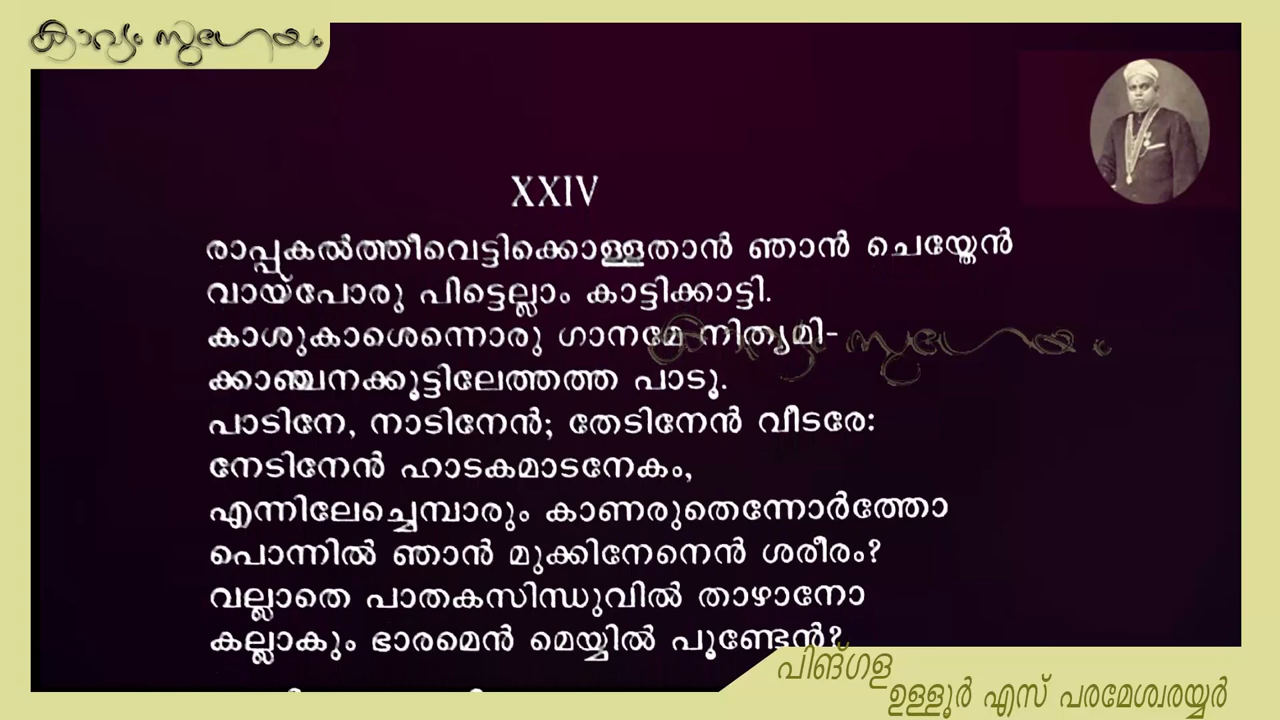 കാവ്യം സുഗേയം
XXIV
രാപ്പകൽത്തീവെട്ടിക്കൊള്ളതാൻ ഞാൻ ചെയ്തേൻ
വായ്പോരു പിട്ടെല്ലാം കാട്ടിക്കാട്ടി.
കാശുകാശെന്നൊരു ഗാനമേ നിത്യമി-
ക്കാഞ്ചനക്കൂട്ടിലേത്തത്ത പാടൂ.
പാടിനേ, നാടിനേൻ; തേടിനേൻ വീടരേ:
നേടിനേൻ ഹാടകമാടനേകം,
എന്നിലേച്ചെമ്പാരും കാണരുതെന്നോർത്തോ
പൊന്നിൽ ഞാൻ മുക്കിനേനെൻ ശരീരം?
വല്ലാതെ പാതകസിന്ധുവിൽ താഴാനോ
കല്ലാകും ഭാരമെൻ മെയ്യിൽ പൂണ്ടേൻ?
പിങ്ഗള
ഉള്ളൂർ എസ് പരമേശ്വരയ്യർ